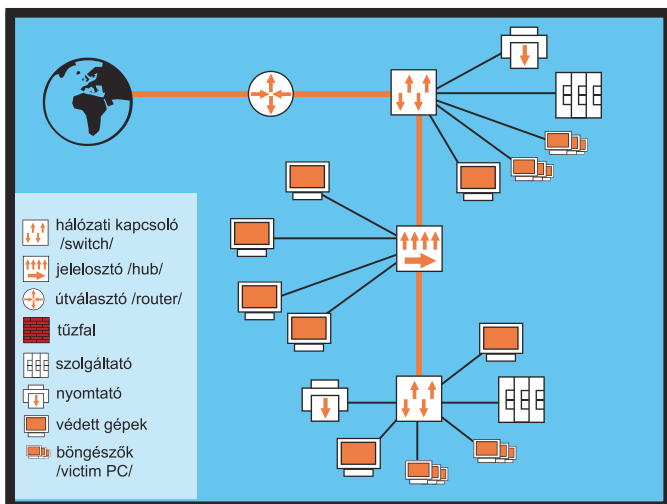 hálózati kapcsoló
/switch/
jelelosztó /hub/
útválasztó /router/
tűzfal
szolgáltató
nyomtató
védett gépek
böngészők
/victim PC/